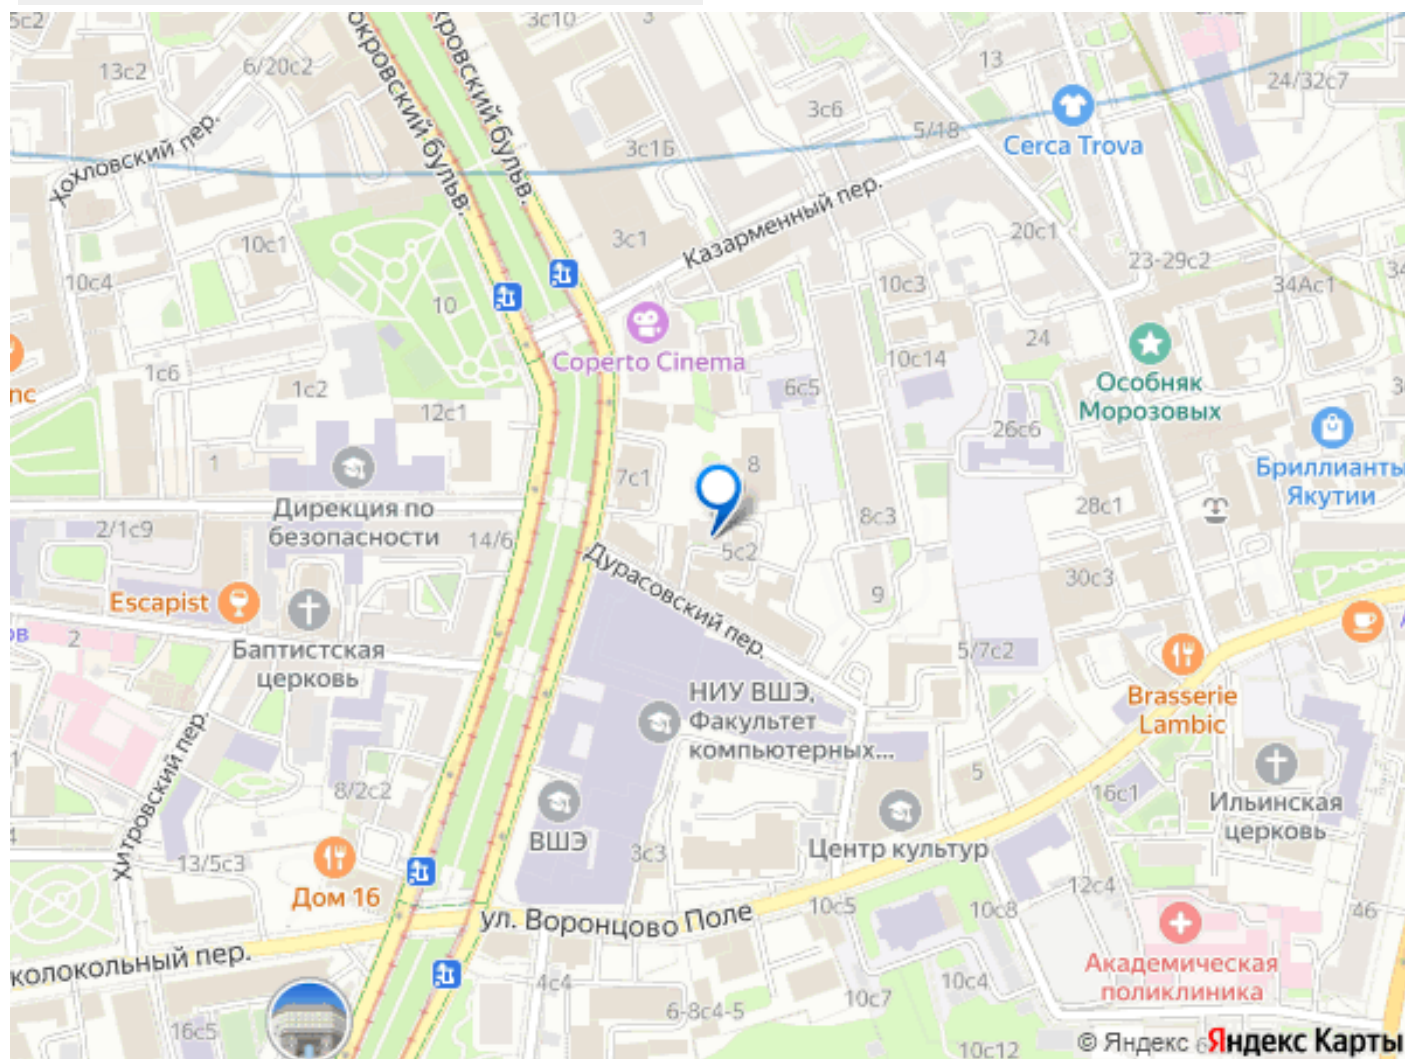 5с2
3с10
3
13с2
6/20с2
13
24/32с7
3с6
5/18
Cerca Trova
Хохловский пер.
Покровский бульв.
кровский бульв.
3с1Б
Казарменный пер.
10с1
3с1
20с1
23-29с2
10с4
10
10с3
34Ас1
24
Coperto Cinema
10с14
1с6
1с2
6с5
Особняк
Морозовых
12с1
26с6
1
8
7с1
Бриллианты
Якутии
Дирекция по
безопасности
2/1с9
14/6
8с3
28с1
5с2
Дурасовский пер.
30с3
Escapist
9
2
Баптистская
церковь
5/7с2
Brasserie
Lambic
НИУ ВШЭ,
Факультет
компьютерных...
Хитровский пер.
8/2с2
5
16с1
Ильинская
церковь
ВШЭ
3с3
Центр культур
13/5с3
Дом 16
12с4
46
10с5
10с8
ул. Воронцово Поле
колокольный пер.
Академическая
поликлиника
4с4
10с4
10с7
6-8с4-5
16с5
10с12
© Яндекс
Яндекс Карты